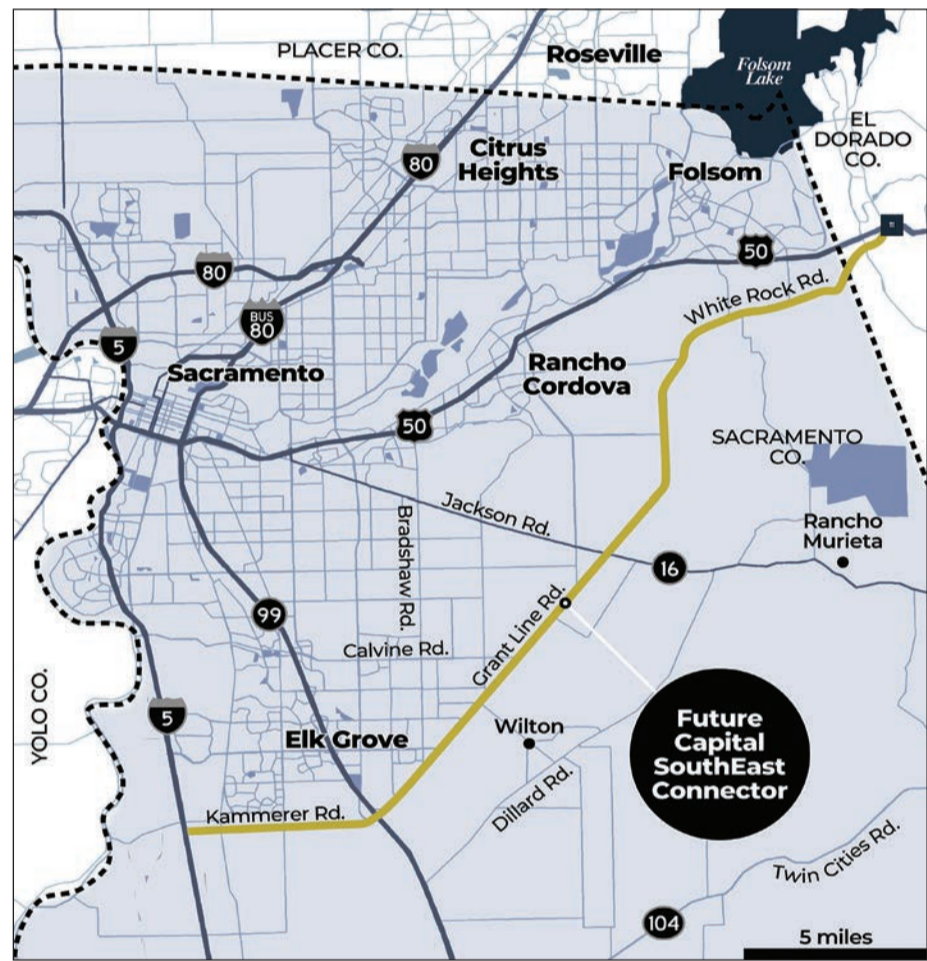 PLACER CO.
Roseville
Folsom
Lake
EL
DORADO
CO.
80
Citrus
Heights
Folsom
50
80
White Rock Rd.
BUS
80
5
Sacramento
Rancho
Cordova
50
SACRAMENTO
CO.
Jackson Rd.
Bradshaw Rd.
Rancho
Murieta
16
99
Grant Line Rd.
Calvine Rd.
YOLO CO.
5
Elk Grove
Wilton
Future
Capital
SouthEast
Connector
Dillard Rd.
Kammerer Rd.
Twin Cities Rd.
104
5 miles